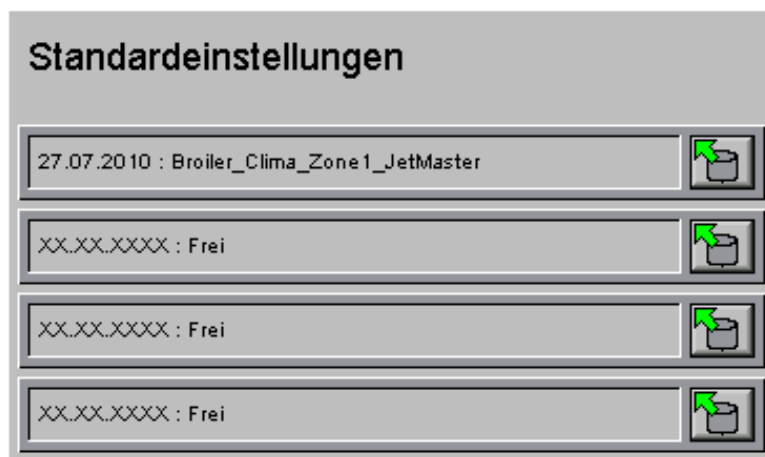 Standardeinstellungen
27.07.2010 : Broiler_Clima_Zone1_JetMaster
XX.XX.XXXX : Frei
XX.XX.XXXX : Frei
XX.XX.XXXX : Frei